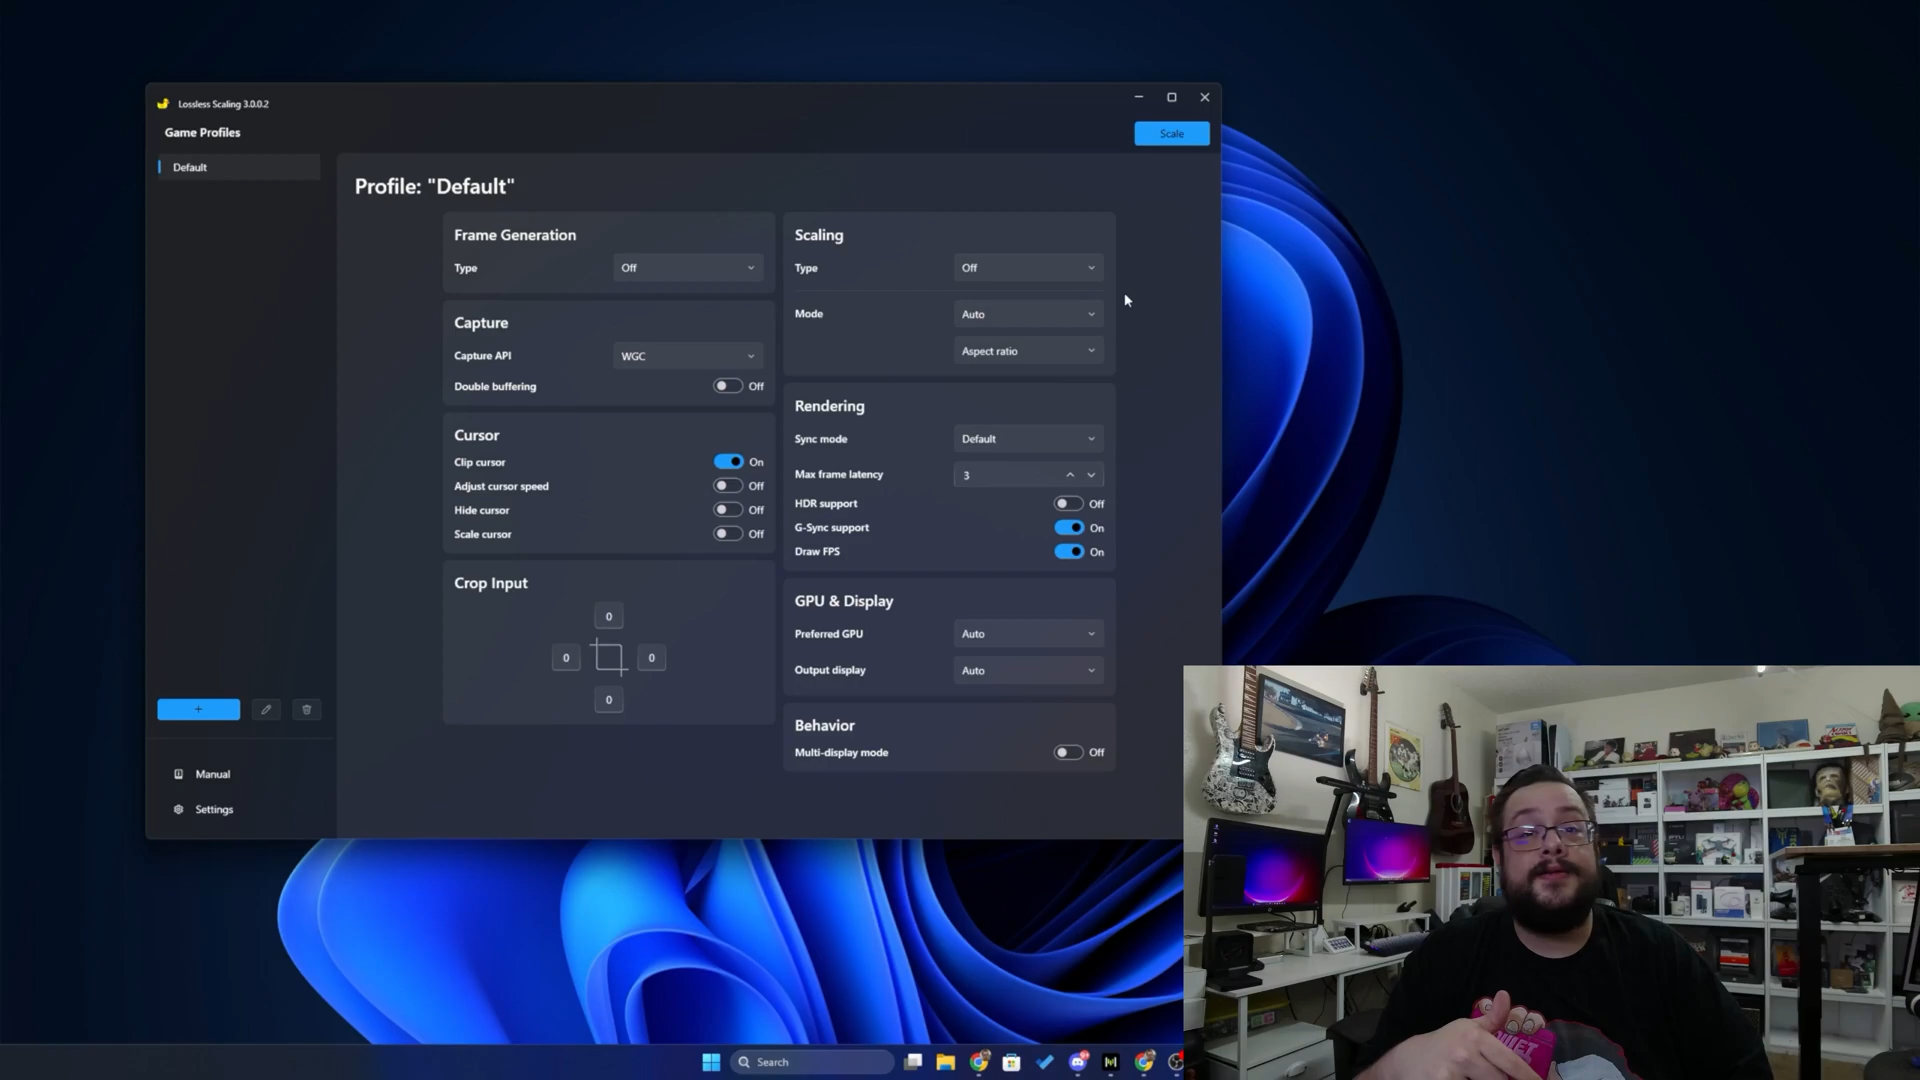 Lossless Scaling 3.0.0.2
Game Profiles
Scale
Default
Profile: "Default"
Frame Generation
Type
Off
Capture
Capture API
WGC
Double buffering
Off
Cursor
Clip cursor
On
Adjust cursor speed
Off
Hide cursor
Off
Scale cursor
Off
Crop Input
0
0
0
0
Scaling
Type
Off
Mode
Auto
Aspect ratio
Rendering
Sync mode
Default
Max frame latency
3
HDR support
Off
G-Sync support
On
Draw FPS
On
GPU & Display
Preferred GPU
Auto
Output display
Auto
Behavior
Multi-display mode
Off
+
Manual
Settings
Search